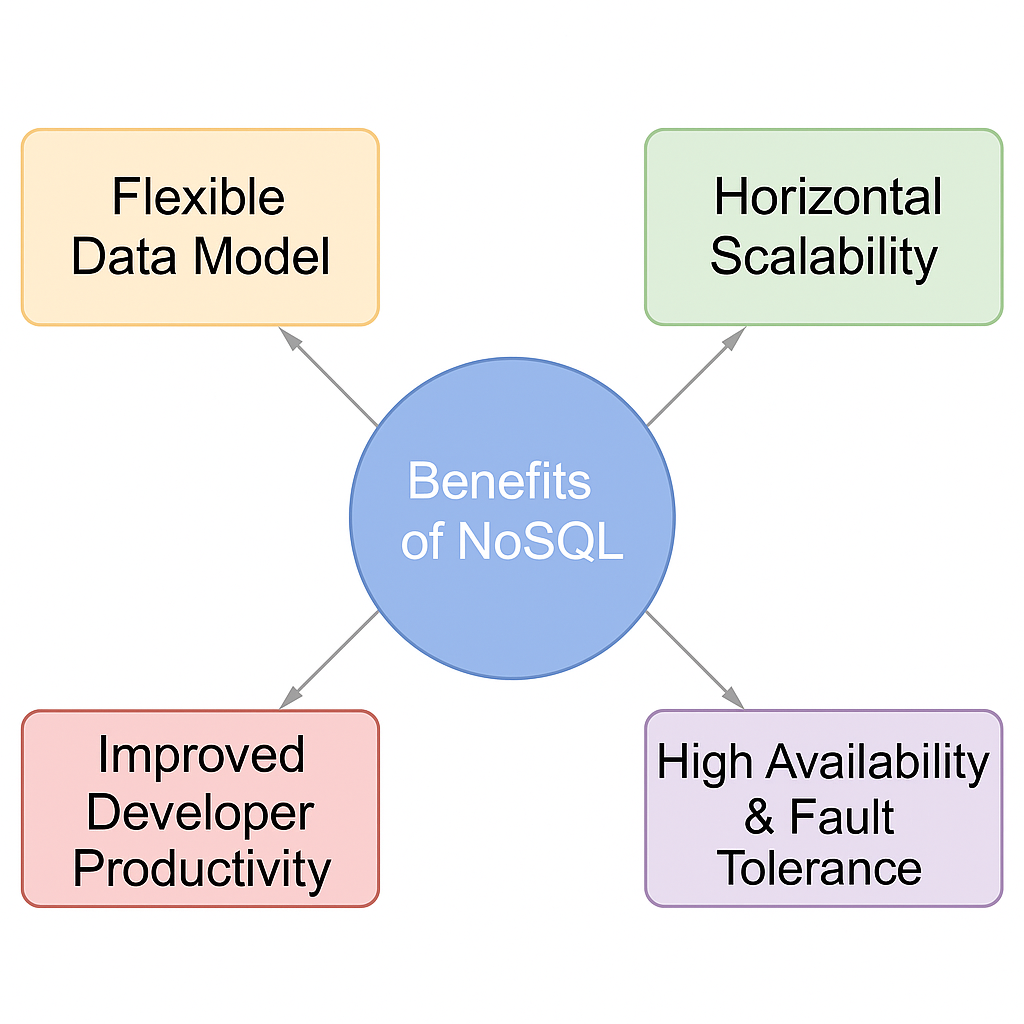 Flexible
Data Model
Horizontal
Scalability
Benefits
of NoSQL
Improved
Developer
Productivity
High Availability
& Fault
Tolerance